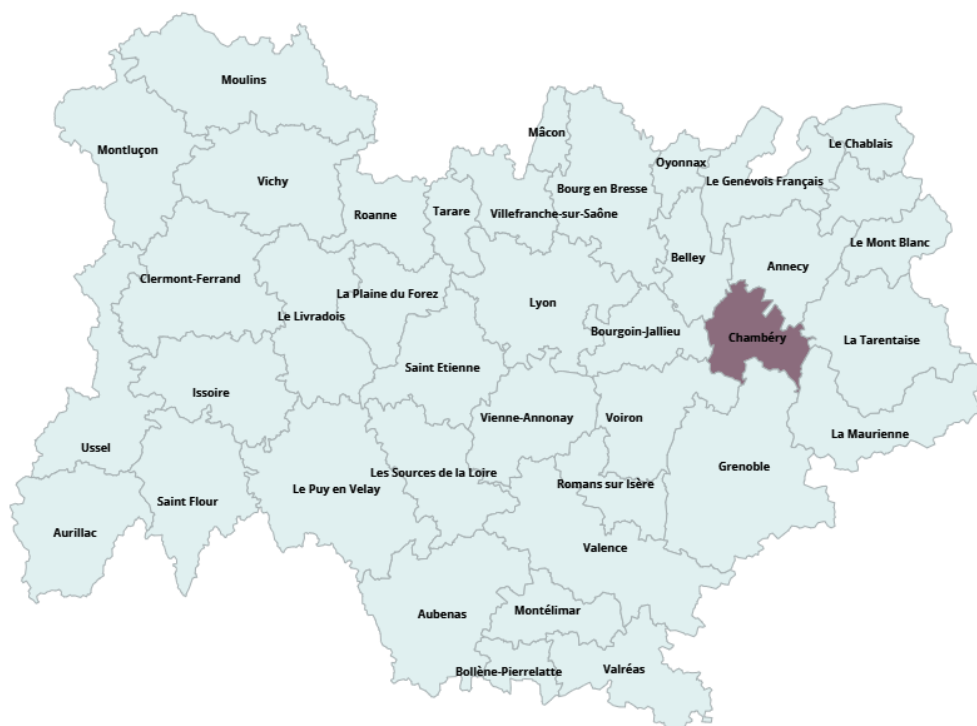 Moulins
Mâcon
Le Chablais
Montluçon
Oyonnax
Vichy
Le Genevois Français
Bourg en Bresse
Roanne
Tarare
Villefranche-sur-Saône
Le Mont Blanc
Belley
Annecy
Clermont-Ferrand
La Plaine du Forez
Lyon
Le Livradois
Bourgoin-Jallieu
Chambéry
La Tarentaise
Saint Etienne
Issoire
Vienne-Annonay
Voiron
La Maurienne
Ussel
Grenoble
Les Sources de la Loire
Le Puy en Velay
Romans sur Isère
Saint Flour
Aurillac
Valence
Aubenas
Montélimar
Bollène-Pierrelatte
Valréas